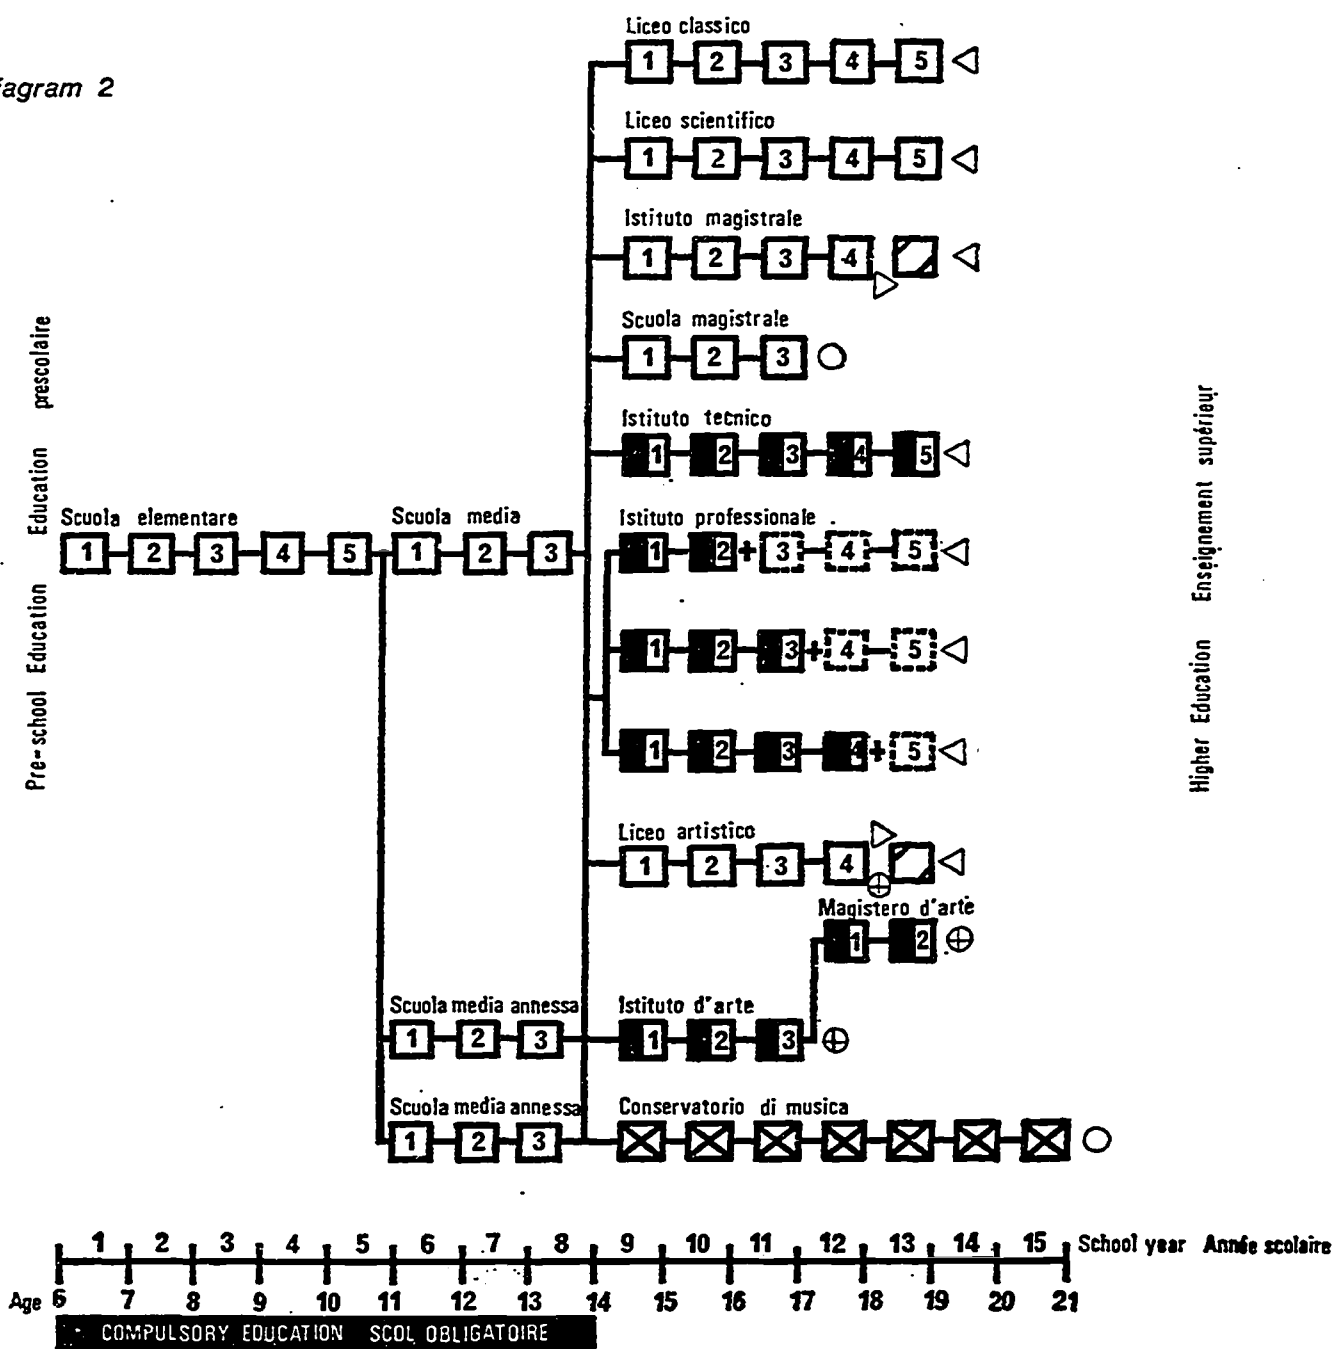 agram 2
Liceo classico
1 2 3 4 5
Liceo scientifico
1 2 3 4 5
Istituto magistrale
1 2 3 4
Scuola magistrale
1 2 3
Istituto tecnico
1 2 3 4 5
Scuola elementare
1 2 3 4 5
Scuola media
1 2 3
Istituto professionale
1 2 + 3 4 5
1 2 3 + 4 5
1 2 3 4 + 5
Liceo artistico
1 2 3 4
Magistero d'arte
1 2
Scuola media annessa
1 2 3
Istituto d'arte
1 2 3
Scuola media annessa
1 2 3
Conservatorio di musica
Pre-school Education Education prescolaire
Higher Education Enseignement supérieur
1 2 3 4 5 6 7 8 9 10 11 12 13 14 15 School year Année scolaire
Age 6 7 8 9 10 11 12 13 14 15 16 17 18 19 20 21
COMPULSORY EDUCATION SCOL OBLIGATOIRE